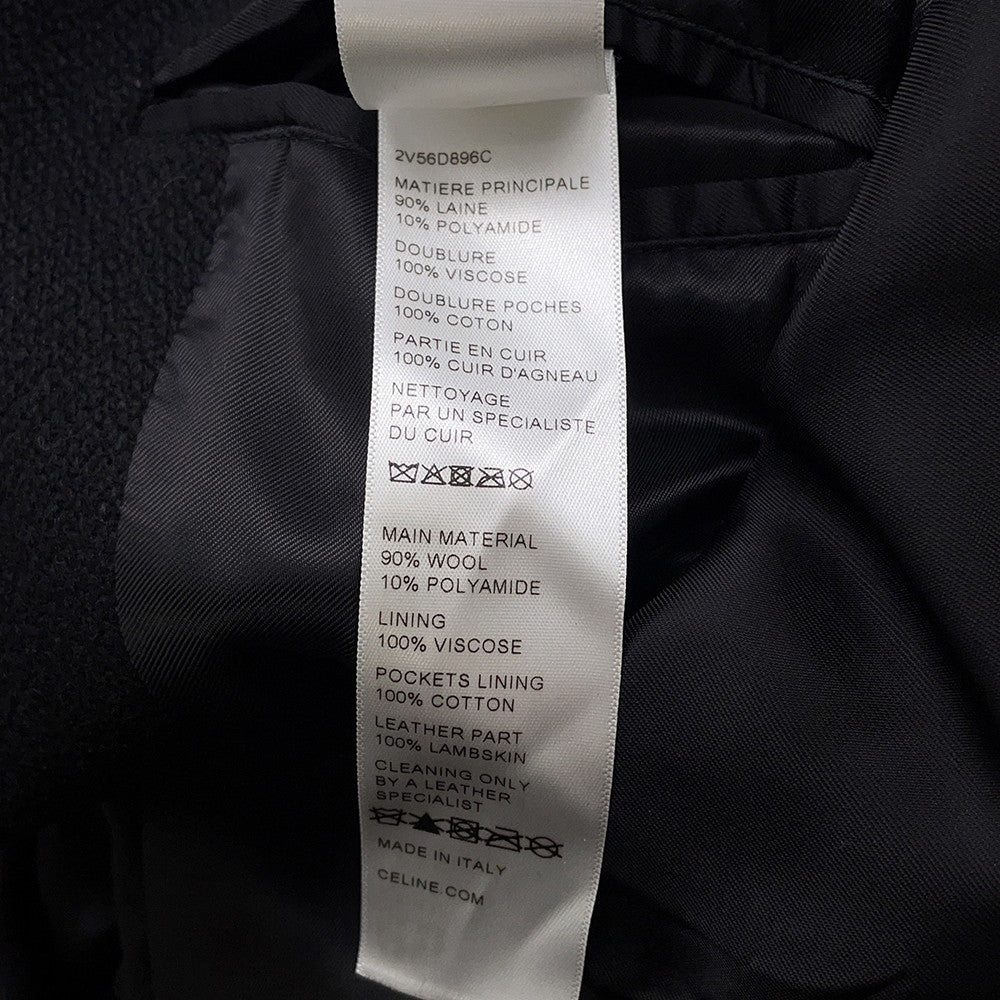 2V56D896C
MATIERE PRINCIPALE
90% LAINE
10% POLYAMIDE
DOUBLURE
100% VISCOSE
DOUBLURE POCHES
100% COTON
PARTIE EN CUIR
100% CUIR D'AGNEAU
NETTOYAGE
PAR UN SPECIALISTE
DU CUIR
MAIN MATERIAL
90% WOOL
10% POLYAMIDE
LINING
100% VISCOSE
POCKETS LINING
100% COTTON
LEATHER PART
100% LAMBSKIN
CLEANING ONLY
BY A LEATHER
SPECIALIST
MADE IN ITALY
CELINE.COM